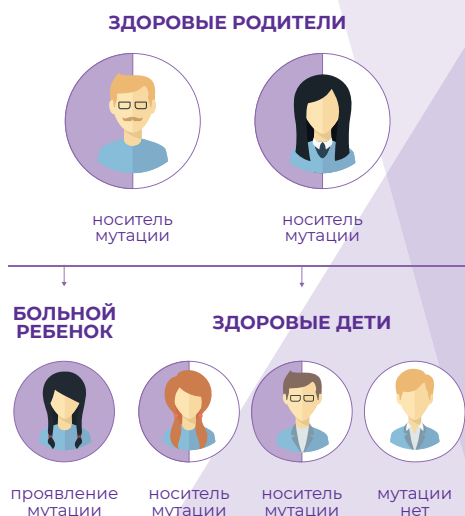 ЗДОРОВЫЕ РОДИТЕЛИ
носитель
мутации
носитель
мутации
БОЛЬНОЙ
РЕБЕНОК
ЗДОРОВЫЕ ДЕТИ
проявление
мутации
носитель
мутации
носитель
мутации
мутации
нет